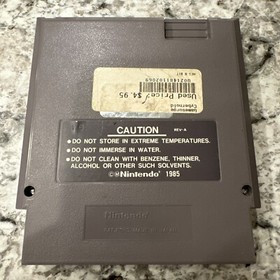 Used Price: $4.95
CAUTION
REV-A
•DO NOT STORE IN EXTREME TEMPERATURES.
•DO NOT IMMERSE IN WATER.
•DO NOT CLEAN WITH BENZENE, THINNER,
ALCOHOL OR OTHER SUCH SOLVENTS.
©Nintendo 1985
Nintendo